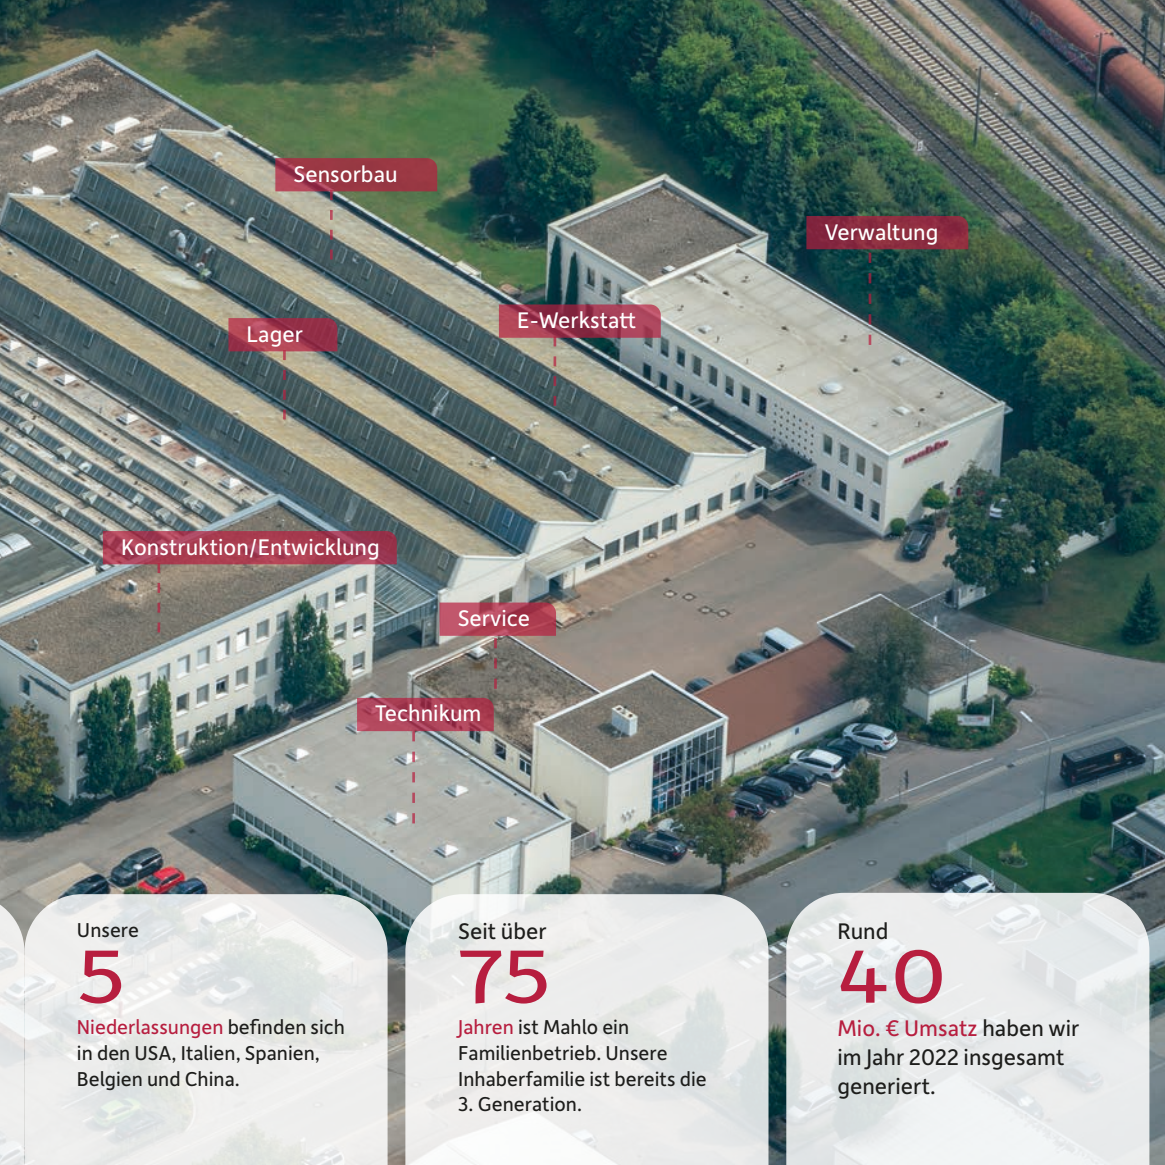 Sensorbau
Verwaltung
E-Werkstatt
Lager
Konstruktion/Entwicklung
Service
Technikum
Unsere
5
Niederlassungen befinden sich
in den USA, Italien, Spanien,
Belgien und China.
Seit über
75
Jahren ist Mahlo ein
Familienbetrieb. Unsere
Inhaberfamilie ist bereits die
3. Generation.
Rund
40
Mio. € Umsatz haben wir
im Jahr 2022 insgesamt
generiert.